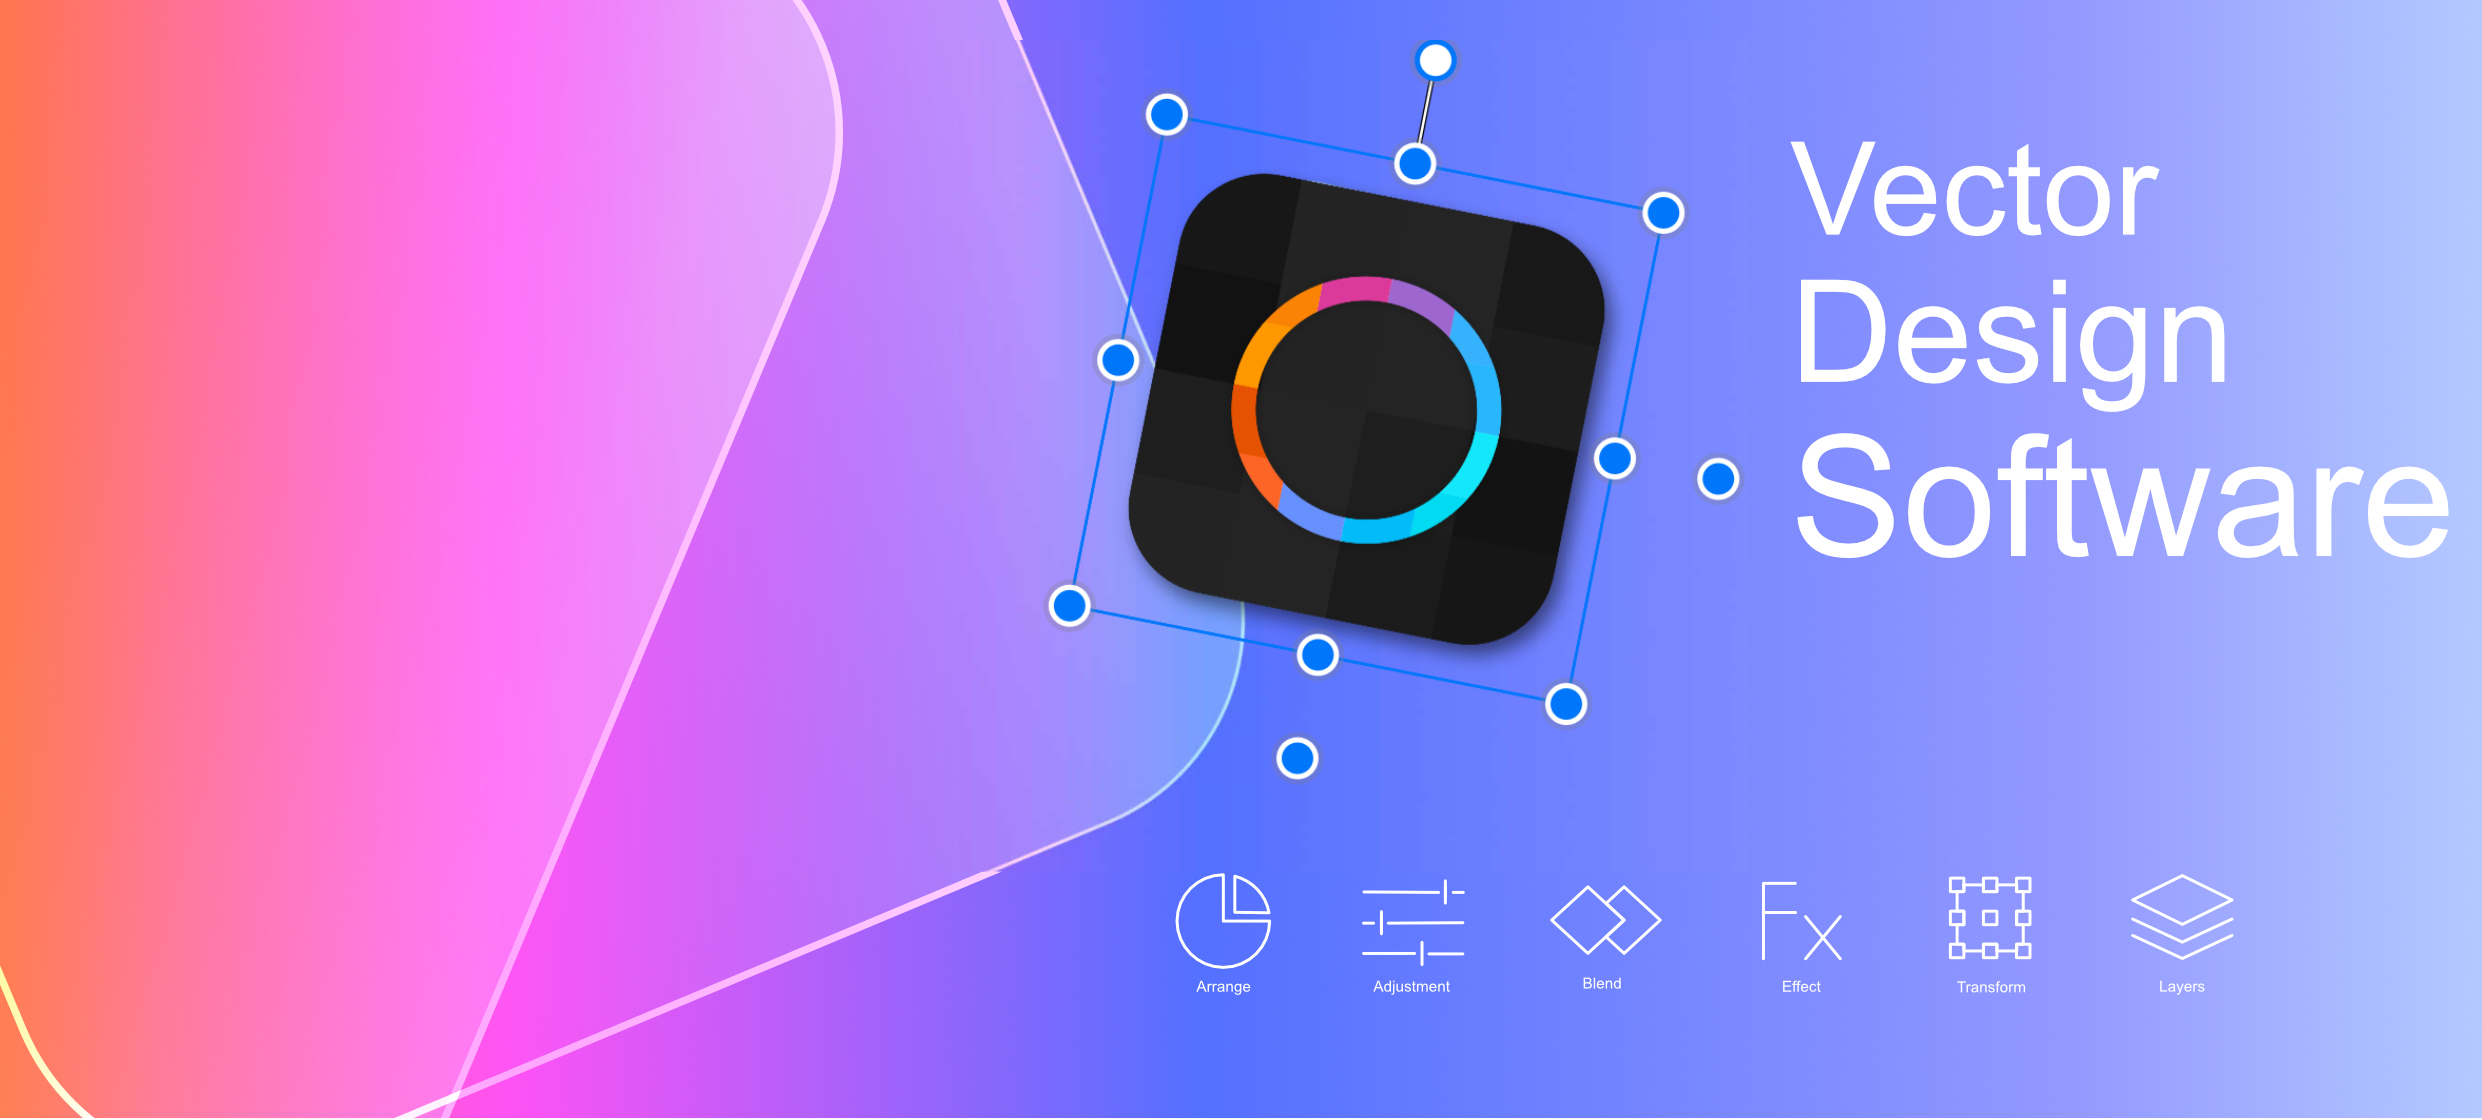 Vector
Design
Software
Arrange
Adjustment
Blend
Effect
Transform
Layers